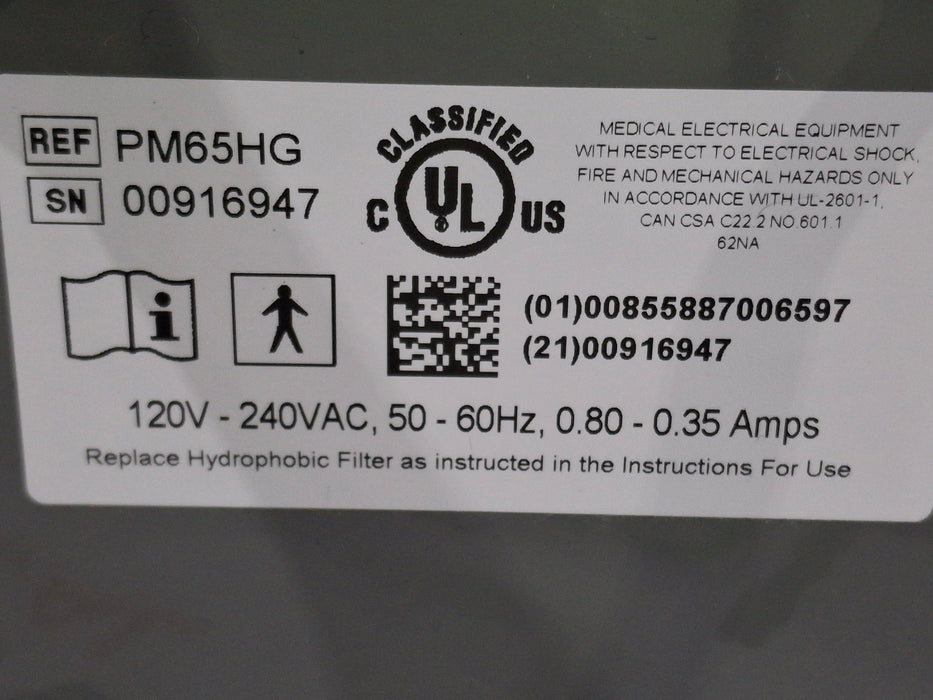 REF PM65HG
SN 00916947
CLASSIFIED
C UL US
MEDICAL ELECTRICAL EQUIPMENT
WITH RESPECT TO ELECTRICAL SHOCK,
FIRE AND MECHANICAL HAZARDS ONLY
IN ACCORDANCE WITH UL-2601-1,
CAN CSA C22.2 NO.601.1
62NA
i
(01)00855887006597
(21)00916947
120V - 240VAC, 50 - 60Hz, 0.80 - 0.35 Amps
Replace Hydrophobic Filter as instructed in the Instructions For Use